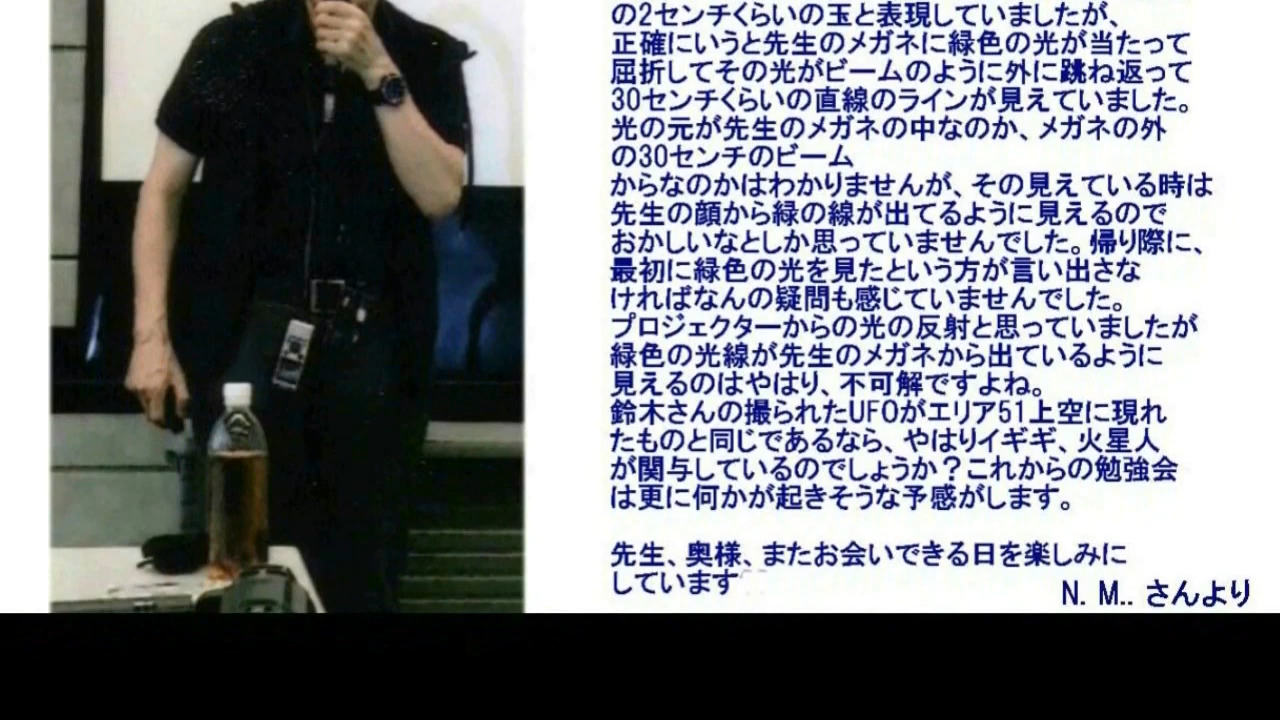 の2センチくらいの玉と表現していましたが、
正確にいうと先生のメガネに緑色の光が当たって
屈折してその光がビームのように外に跳ね返って
30センチくらいの直線のラインが見えていました。
光の元が先生のメガネの中なのか、メガネの外
の30センチのビーム
からなのかはわかりませんが、その見えている時は
先生の顔から緑の線が出てるように見えるので
おかしいなとしか思っていませんでした。帰り際に、
最初に緑色の光を見たという方が言い出さな
ければなんの疑問も感じていませんでした。
プロジェクターからの光の反射と思っていましたが
緑色の光線が先生のメガネから出ているように
見えるのはやはり、不可解ですよね。
鈴木さんの撮られたUFOがエリア51上空に現れ
たものと同じであるなら、やはりイギギ、火星人
が関与しているのでしょうか？これからの勉強会
は更に何かが起きそうな予感がします。
先生、奥様、またお会いできる日を楽しみに
しています
N. M.. さんより